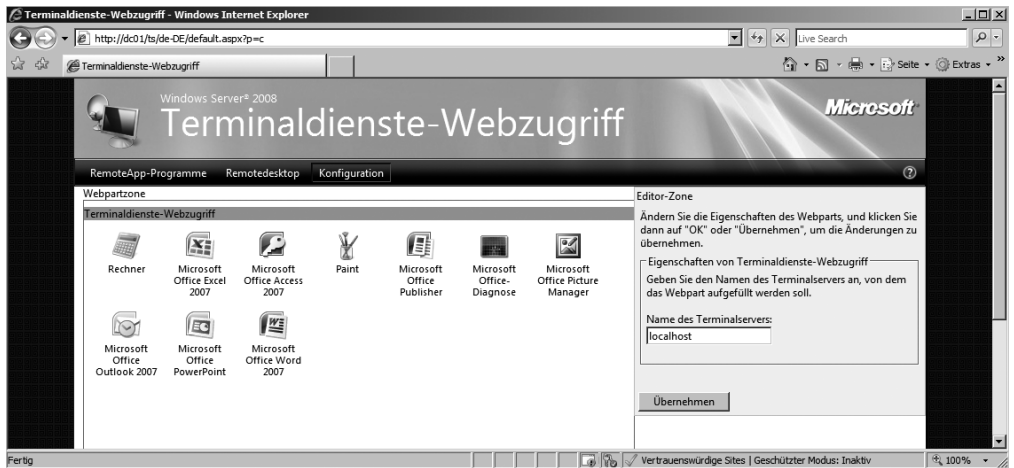 Terminaldienste-Webzugriff - Windows Internet Explorer
http://dc01/ts/de-DE/default.aspx?p=c
Live Search
Terminaldienste-Webzugriff
Seite
Extras
Windows Server® 2008
Terminaldienste-Webzugriff
Microsoft
RemoteApp-Programme Remotedesktop Konfiguration
Webpartzone
Terminaldienste-Webzugriff
Rechner
Microsoft
Office Excel
2007
Microsoft
Office Access
2007
Paint
Microsoft
Office
Publisher
Microsoft
Office-
Diagnose
Microsoft
Office Picture
Manager
Microsoft
Office
Outlook 2007
Microsoft
Office
PowerPoint
Microsoft
Office Word
2007
Editor-Zone
Ändern Sie die Eigenschaften des Webparts, und klicken Sie
dann auf "OK" oder "Übernehmen", um die Änderungen zu
übernehmen.
Eigenschaften von Terminaldienste-Webzugriff
Geben Sie den Namen des Terminalservers an, von dem
das Webpart aufgefüllt werden soll.
Name des Terminalservers:
localhost
Übernehmen
Fertig
Vertrauenswürdige Sites | Geschützter Modus: Inaktiv
100%